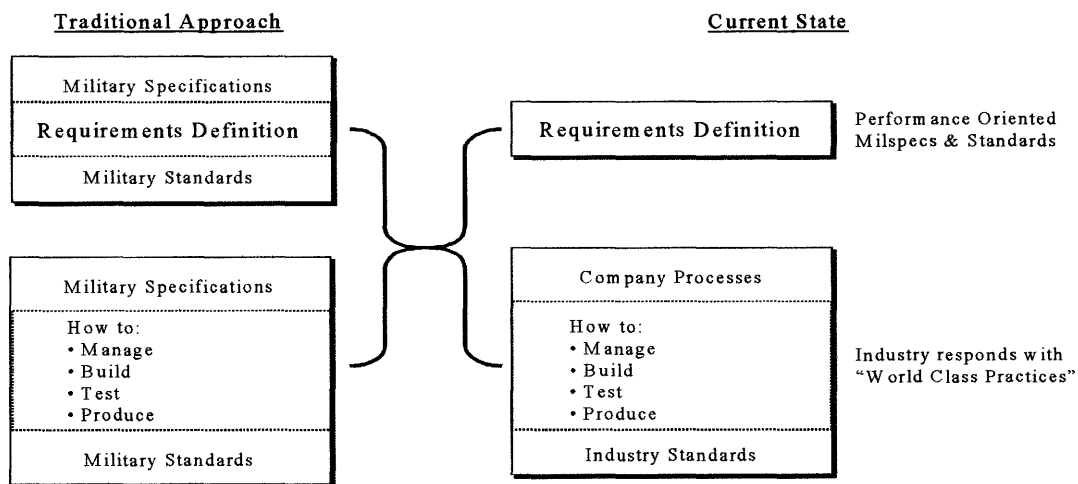 Traditional Approach
Military Specifications
Requirements Definition
Military Standards
Military Specifications
How to:
• Manage
• Build
• Test
• Produce
Military Standards
Current State
Requirements Definition
Performance Oriented
Milspecs & Standards
Company Processes
How to:
• Manage
• Build
• Test
• Produce
Industry Standards
Industry responds with
“World Class Practices”